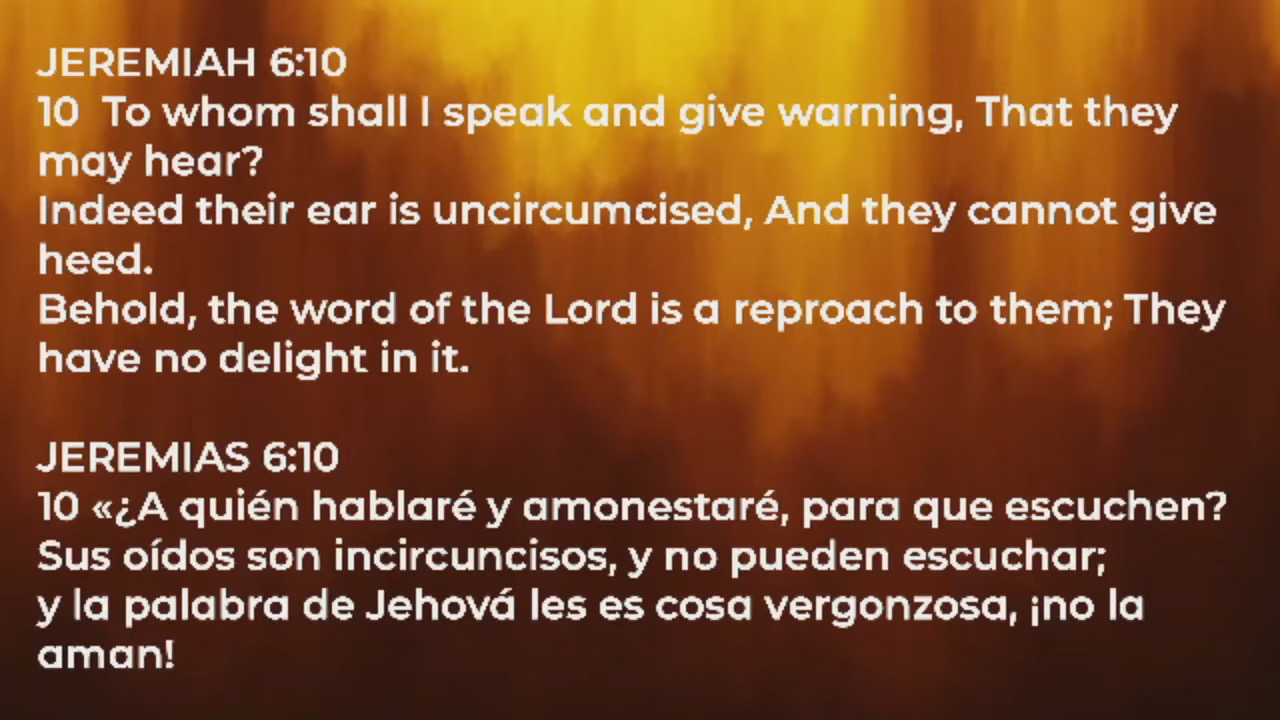 JEREMIAH 6:10
10 To whom shall I speak and give warning, That they
may hear?
Indeed their ear is uncircumcised, And they cannot give
heed.
Behold, the word of the Lord is a reproach to them; They
have no delight in it.
JEREMIAS 6:10
10 «¿A quién hablaré y amonestaré, para que escuchen?
Sus oídos son incircuncisos, y no pueden escuchar;
y la palabra de Jehová les es cosa vergonzosa, ¡no la
aman!